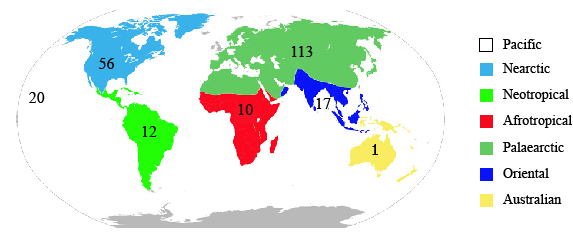 113
56
20
17
10
12
1
Pacific
Nearctic
Neotropical
Afrotropical
Palaearctic
Oriental
Australian